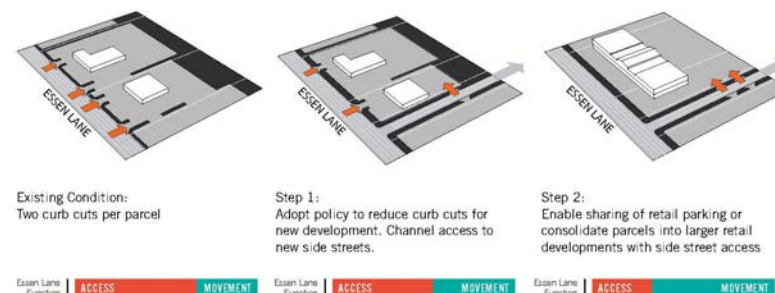 ESSEN LANE
ESSEN LANE
ESSEN LANE
Existing Condition:
Two curb cuts per parcel
Step 1:
Adopt policy to reduce curb cuts for
new development. Channel access to
new side streets.
Step 2:
Enable sharing of retail parking or
consolidate parcels into larger retail
developments with side street access
Essen Lane
Function
ACCESS
MOVEMENT
Essen Lane
Function
ACCESS
MOVEMENT
Essen Lane
Function
ACCESS
MOVEMENT